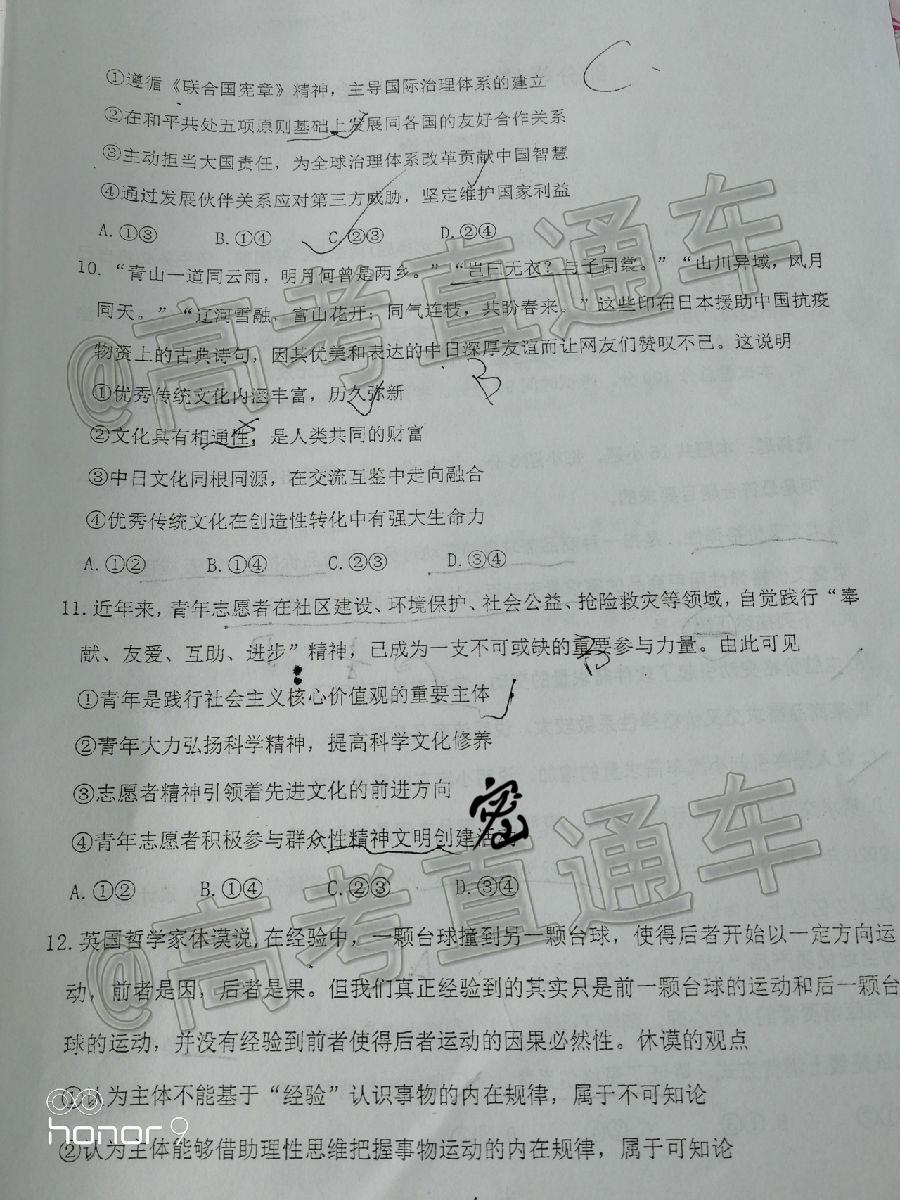 ①遵循《联合国宪章》精神，主导国际治理体系的建立
C.
②在和平共处五项原则基础上发展同各国的友好合作关系
③主动担当大国责任，为全球治理体系改革贡献中国智慧
④通过发展伙伴关系应对第三方威胁，坚定维护国家利益
A.①③ B.①④ C.②③ D.②④
10.“青山一道同云雨，明月何曾是两乡。”“岂曰无衣？与子同裳。”“山川异域，风月
同天。”“辽河雪融，富山花开；同气连枝，共盼春来。”这些印在日本援助中国抗疫
物资上的古典诗句，因其优美和表达的中日深厚友谊而让网友们赞叹不已。这说明
①优秀传统文化内涵丰富，历久弥新
B
②文化具有相通性，是人类共同的财富
③中日文化同根同源，在交流互鉴中走向融合
④优秀传统文化在创造性转化中有强大生命力
A.①② B.①④ C.②③ D.③④
11.近年来，青年志愿者在社区建设、环境保护、社会公益、抢险救灾等领域，自觉践行“奉
献、友爱、互助、进步”精神，已成为一支不可或缺的重要参与力量。由此可见
B
①青年是践行社会主义核心价值观的重要主体
②青年大力弘扬科学精神，提高科学文化修养
③志愿者精神引领着先进文化的前进方向
密
④青年志愿者积极参与群众性精神文明创建活动
A.①② B.①④ C.②③ D.③④
12.英国哲学家休谟说,在经验中，一颗台球撞到另一颗台球，使得后者开始以一定方向运
动，前者是因，后者是果。但我们真正经验到的其实只是前一颗台球的运动和后一颗台
球的运动，并没有经验到前者使得后者运动的因果必然性。休谟的观点
①认为主体不能基于“经验”认识事物的内在规律，属于不可知论
②认为主体能够借助理性思维把握事物运动的内在规律，属于可知论
@高考直通车
@高考直通车
honor 9